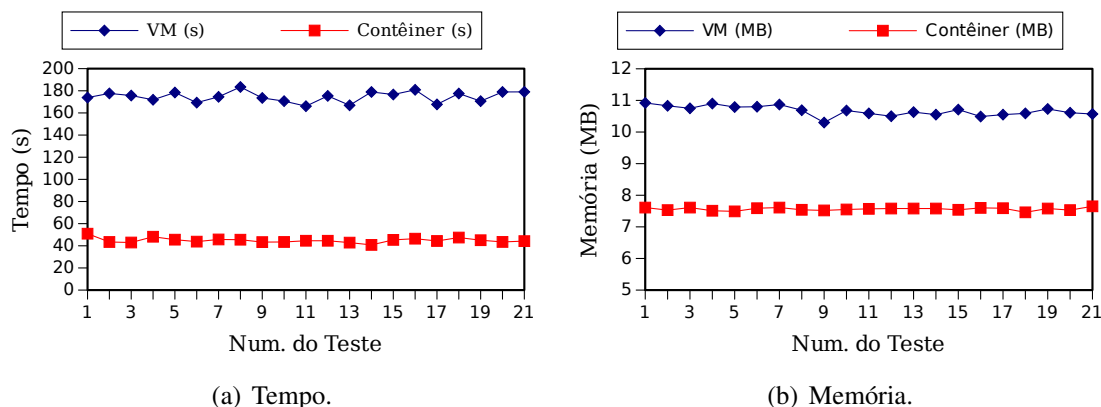 VM (s) Contêiner (s)
200
180
160
140
120
100
80
60
40
20
0
Tempo (s)
1 3 5 7 9 11 13 15 17 19 21
Num. do Teste
(a) Tempo.
VM (MB) Contêiner (MB)
12
11
10
9
8
7
6
5
Memória (MB)
1 3 5 7 9 11 13 15 17 19 21
Num. do Teste
(b) Memória.